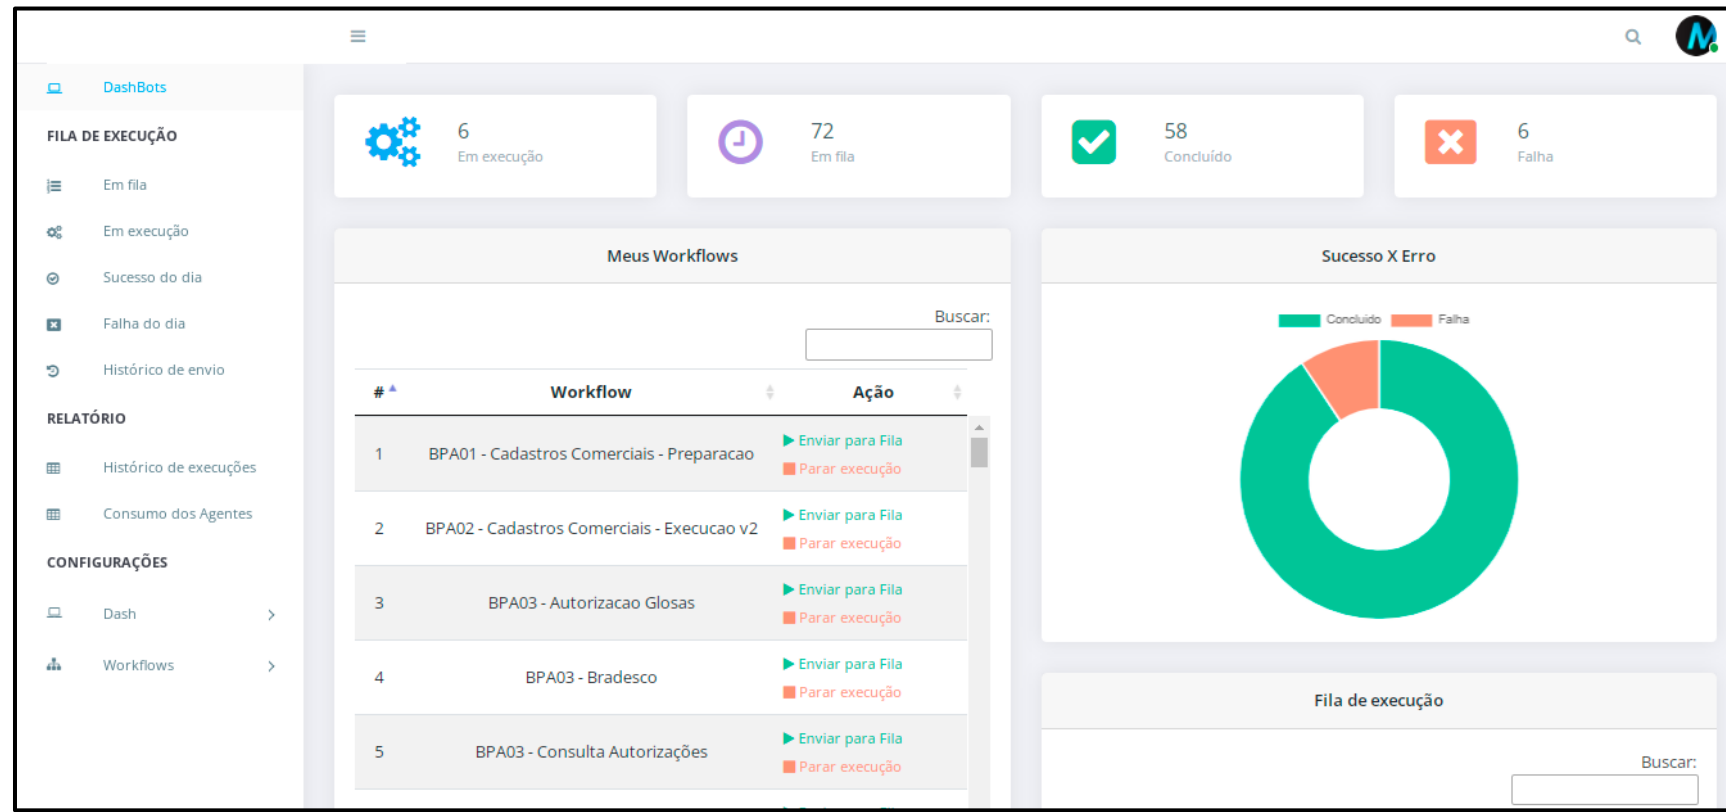 DashBots
FILA DE EXECUÇÃO
Em fila
Em execução
Sucesso do dia
Falha do dia
Histórico de envio
RELATÓRIO
Histórico de execuções
Consumo dos Agentes
CONFIGURAÇÕES
Dash
Workflows
6
Em execução
72
Em fila
58
Concluído
6
Falha
Meus Workflows
Buscar:
# Workflow Ação
1 BPA01 - Cadastros Comerciais - Preparacao Enviar para Fila
Parar execução
2 BPA02 - Cadastros Comerciais - Execucao v2 Enviar para Fila
Parar execução
3 BPA03 - Autorizacao Glosas Enviar para Fila
Parar execução
4 BPA03 - Bradesco Enviar para Fila
Parar execução
5 BPA03 - Consulta Autorizações Enviar para Fila
Parar execução
Sucesso X Erro
Concluido Falha
Fila de execução
Buscar: